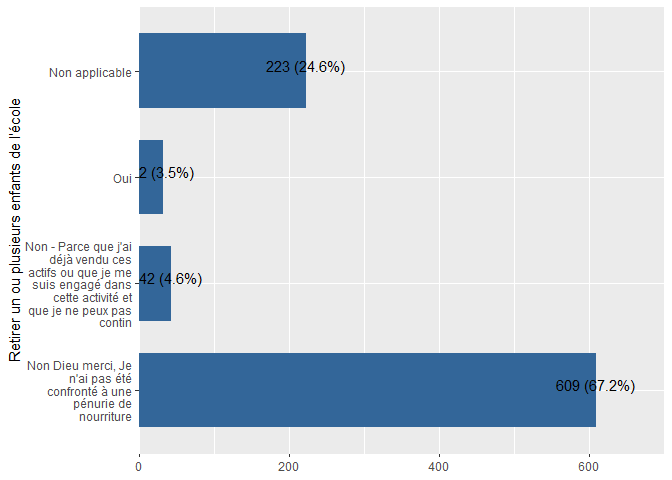 Retirer un ou plusieurs enfants de l'école
Non applicable
223 (24.6%)
Oui
2 (3.5%)
Non - Parce que j'ai
déjà vendu ces
actifs ou que je me
suis engagé dans
cette activité et
que je ne peux pas
contin
42 (4.6%)
Non Dieu merci, Je
n'ai pas été
confronté à une
pénurie de
nourriture
609 (67.2%)
0
200
400
600